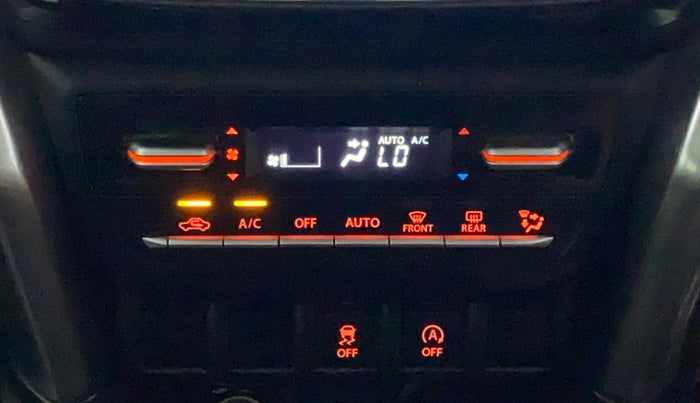 AUTO A/C
LO
A/C OFF AUTO FRONT REAR
OFF A OFF